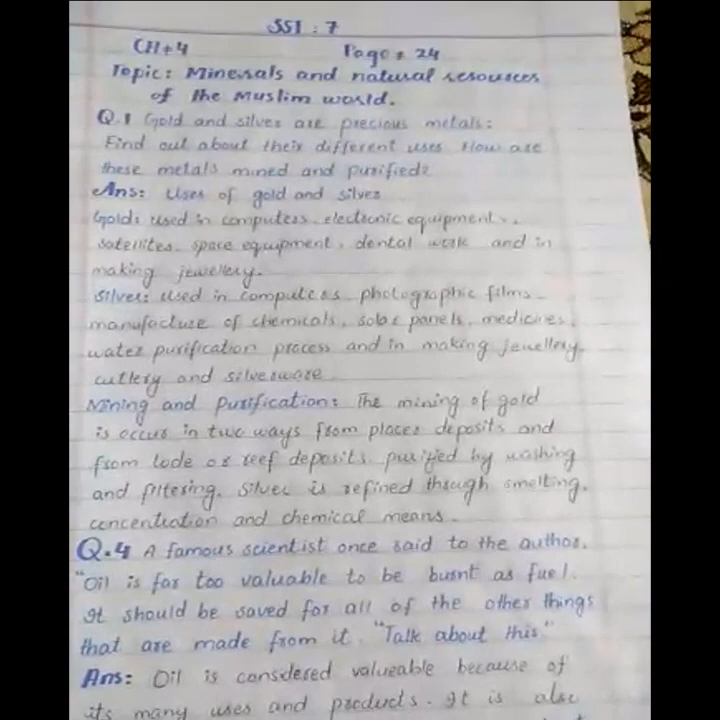 SST : 7
CH # 4 Page # 24
Topic: Minerals and natural resources
of the Muslim world.
Q.1 Gold and silver are precious metals:
Find out about their different uses How are
these metals mined and purified?
Ans: Uses of gold and silver
Gold: used in computers, electronic equipment,
satellites, space equipment, dental work and in
making jewellery.
Silver: used in computers photographic films
manufacture of chemicals, solar panels, medicines,
water purification process and in making jewellery,
cutlery and silverware
Mining and Purification: The mining of gold
is occur in two ways from placer deposits and
from lode or reef deposits purified by washing
and filtering. Silver is refined through smelting,
concentration and chemical means.
Q.4 A famous scientist once said to the author.
"Oil is far too valuable to be burnt as fuel.
It should be saved for all of the other things
that are made from it. "Talk about this"
Ans: Oil is considered valueable because of
its many uses and products. It is also